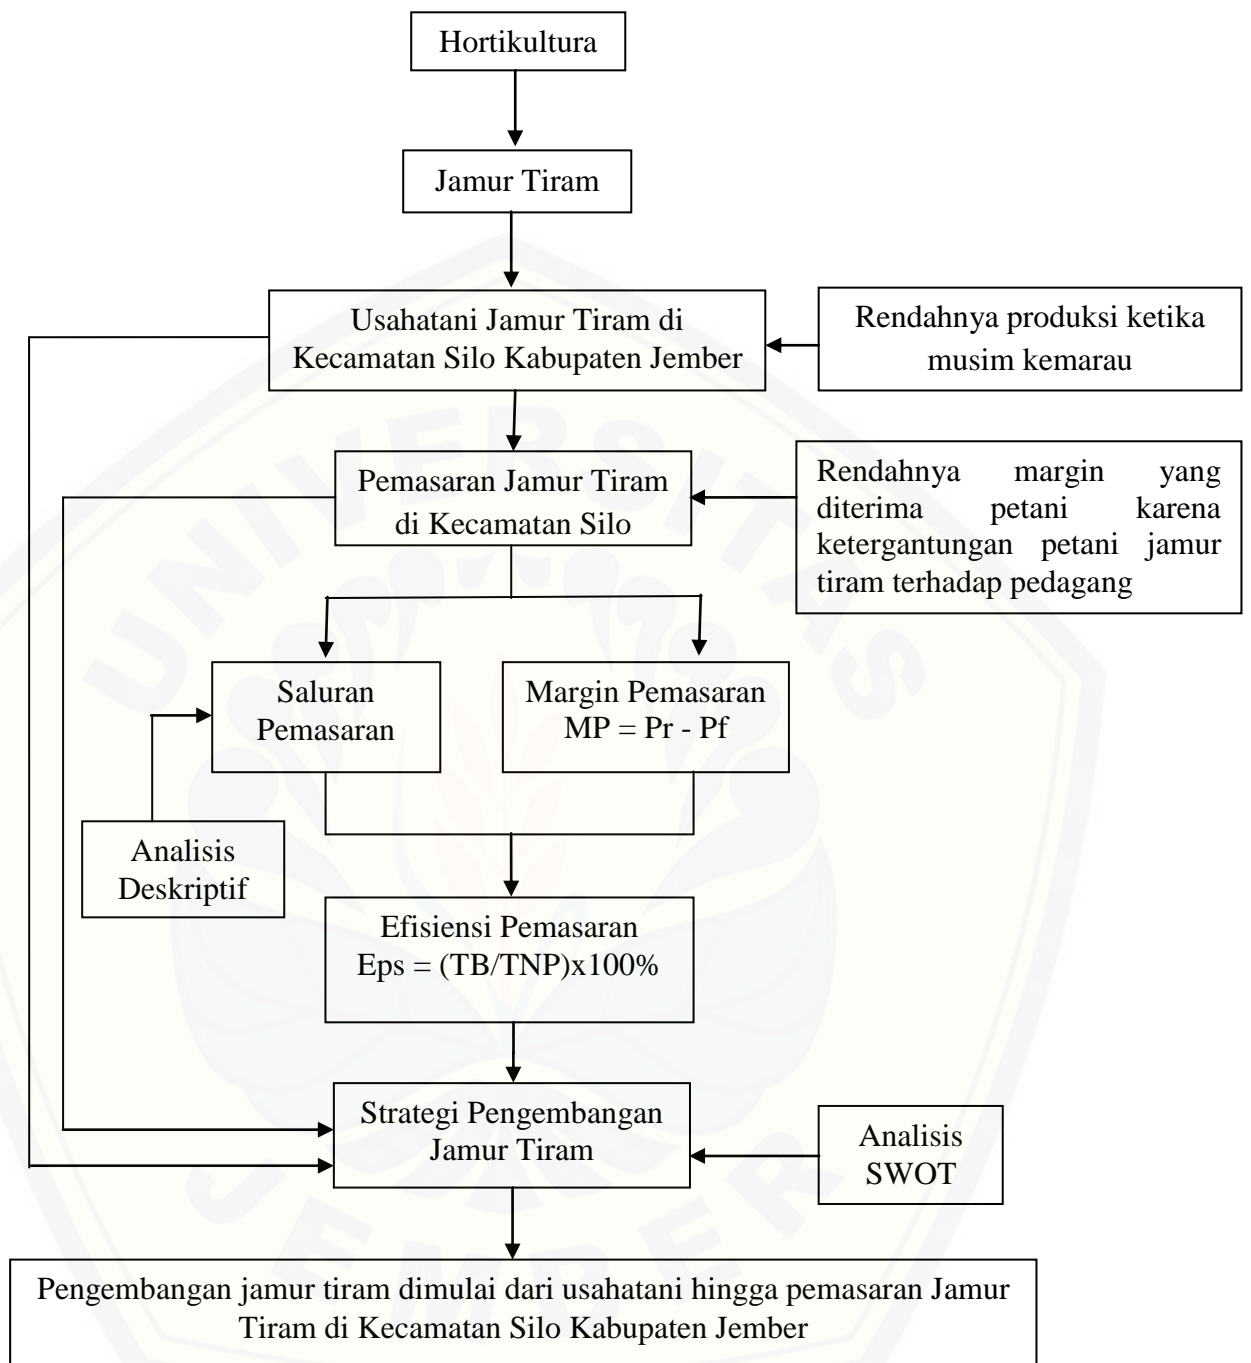 Hortikultura
Jamur Tiram
Usahatani Jamur Tiram di
Kecamatan Silo Kabupaten Jember
Rendahnya produksi ketika
musim kemarau
Pemasaran Jamur Tiram
di Kecamatan Silo
Rendahnya margin yang
diterima petani karena
ketergantungan petani jamur
tiram terhadap pedagang
Saluran
Pemasaran
Margin Pemasaran
MP = Pr - Pf
Analisis
Deskriptif
Efisiensi Pemasaran
Eps = (TB/TNP)x100%
Strategi Pengembangan
Jamur Tiram
Analisis
SWOT
Pengembangan jamur tiram dimulai dari usahatani hingga pemasaran Jamur
Tiram di Kecamatan Silo Kabupaten Jember
UNIVERSITAS
JEMBER